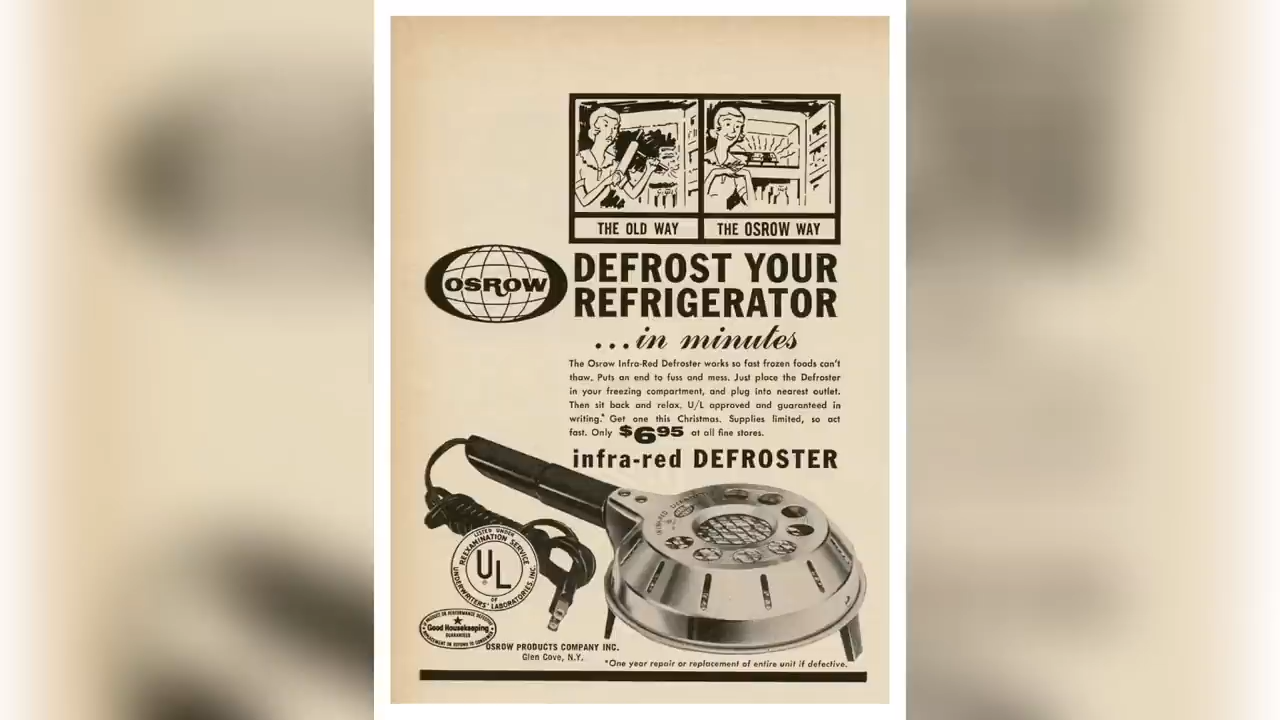 THE OLD WAY
THE OSROW WAY
OSROW
DEFROST YOUR
REFRIGERATOR
...in minutes
The Osrow Infra-Red Defroster works so fast frozen foods can't
thaw. Puts an end to fuss and mess. Just place the Defroster
in your freezing compartment, and plug into nearest outlet.
Then sit back and relax. U/L approved and guaranteed in
writing.* Get one this Christmas. Supplies limited, so act
fast. Only $695 at all fine stores.
infra-red DEFROSTER
LISTED UNDER
REEXAMINATION SERVICE
UL
OF
UNDERWRITERS' LABORATORIES, INC.
Good Housekeeping
GUARANTEES
OSROW PRODUCTS COMPANY INC.
Glen Cove, N.Y.
*One year repair or replacement of entire unit if defective.